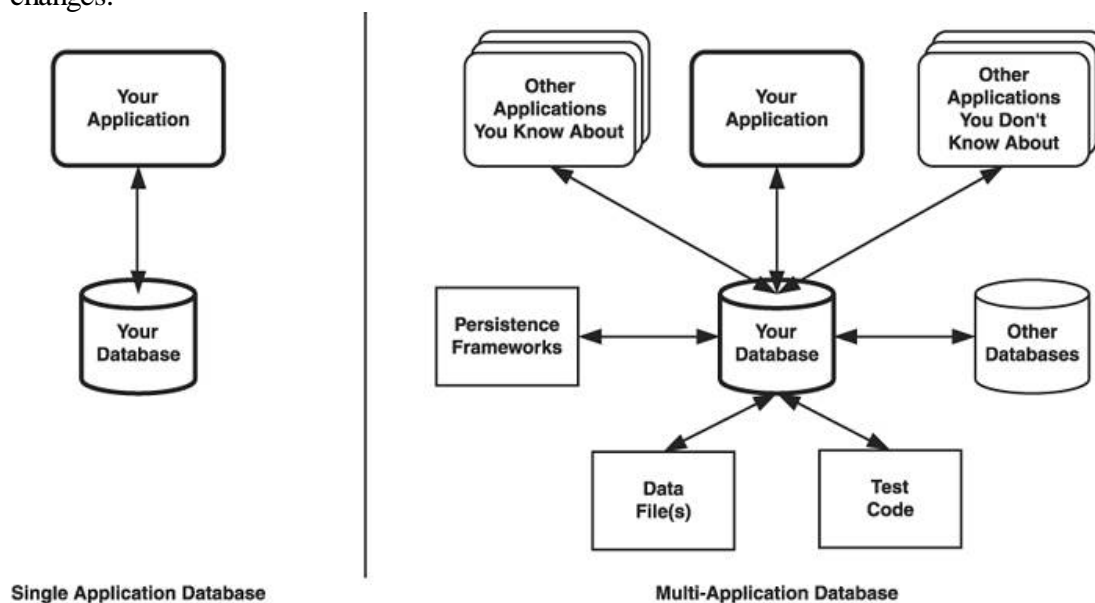 changes.
Your
Application
Your
Database
Single Application Database
Other
Applications
You Know About
Your
Application
Other
Applications
You Don't
Know About
Persistence
Frameworks
Your
Database
Other
Databases
Data
File(s)
Test
Code
Multi-Application Database